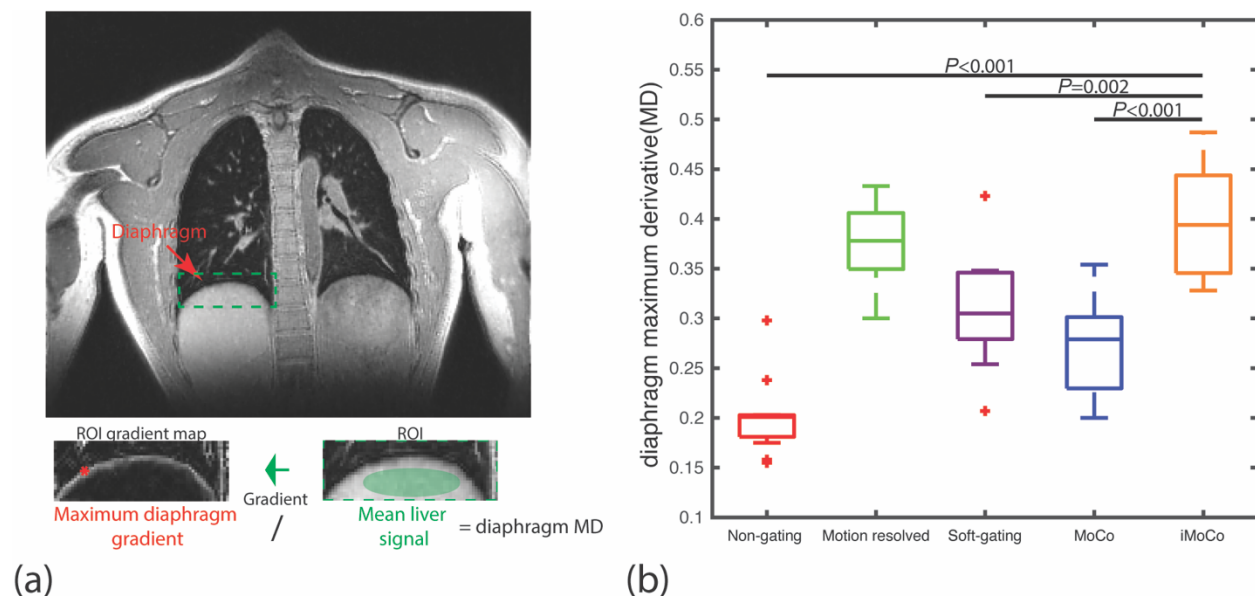 Diaphragm
ROI gradient map
ROI
Gradient
Maximum diaphragm
gradient
/
Mean liver
signal
= diaphragm MD
(a)
diaphragm maximum derivative(MD)
0.6
0.55
0.5
0.45
0.4
0.35
0.3
0.25
0.2
0.15
0.1
P<0.001
P=0.002
P<0.001
Non-gating Motion resolved Soft-gating MoCo iMoCo
(b)